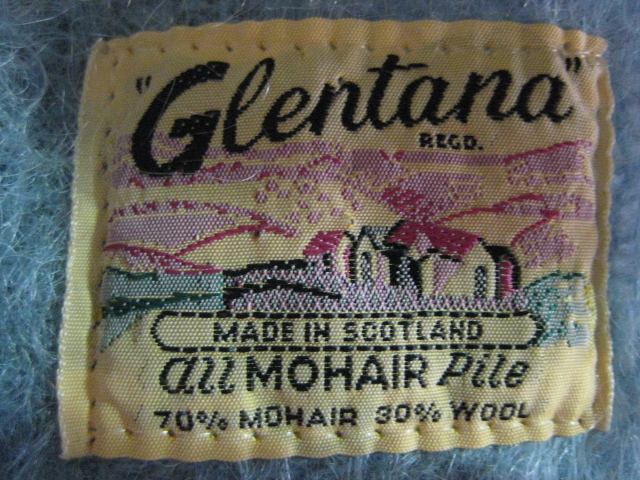 "Glentana"
REGD.
MADE IN SCOTLAND
all MOHAIR Pile
70% MOHAIR 30% WOOL